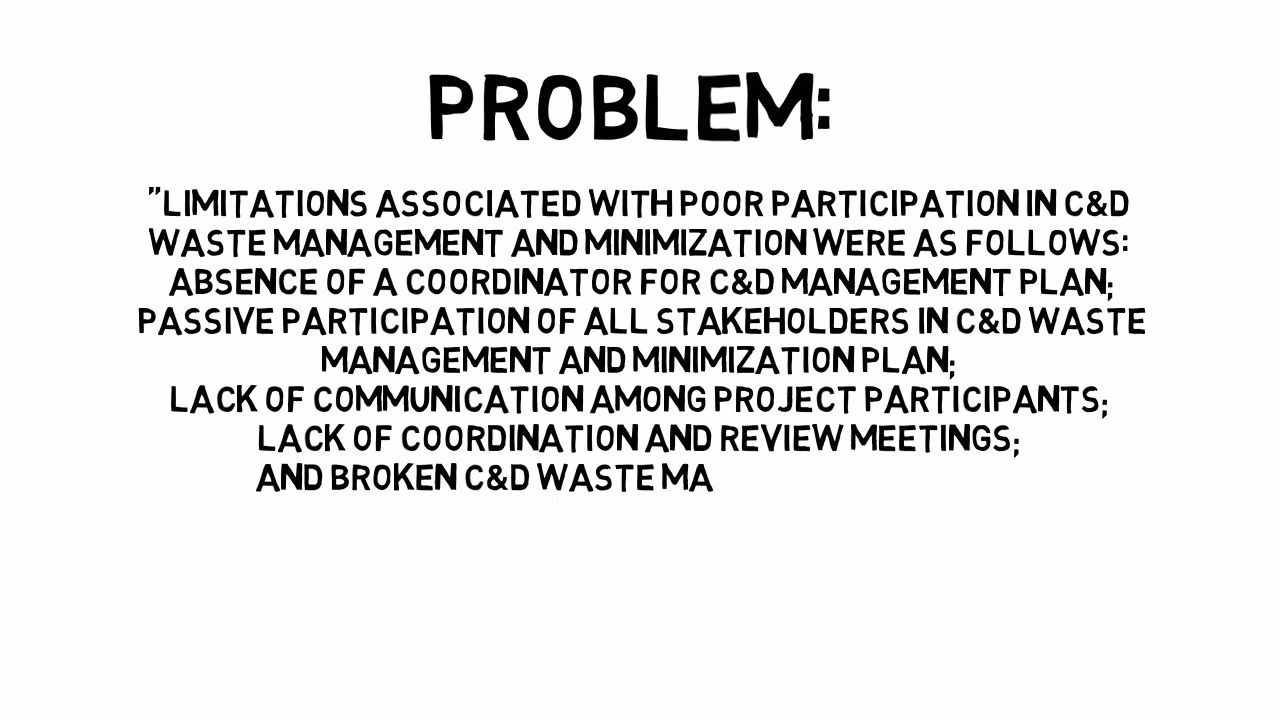 PROBLEM:
"LIMITATIONS ASSOCIATED WITH POOR PARTICIPATION IN C&D
WASTE MANAGEMENT AND MINIMIZATION WERE AS FOLLOWS:
ABSENCE OF A COORDINATOR FOR C&D MANAGEMENT PLAN;
PASSIVE PARTICIPATION OF ALL STAKEHOLDERS IN C&D WASTE
MANAGEMENT AND MINIMIZATION PLAN;
LACK OF COMMUNICATION AMONG PROJECT PARTICIPANTS;
LACK OF COORDINATION AND REVIEW MEETINGS;
AND BROKEN C&D WASTE MA